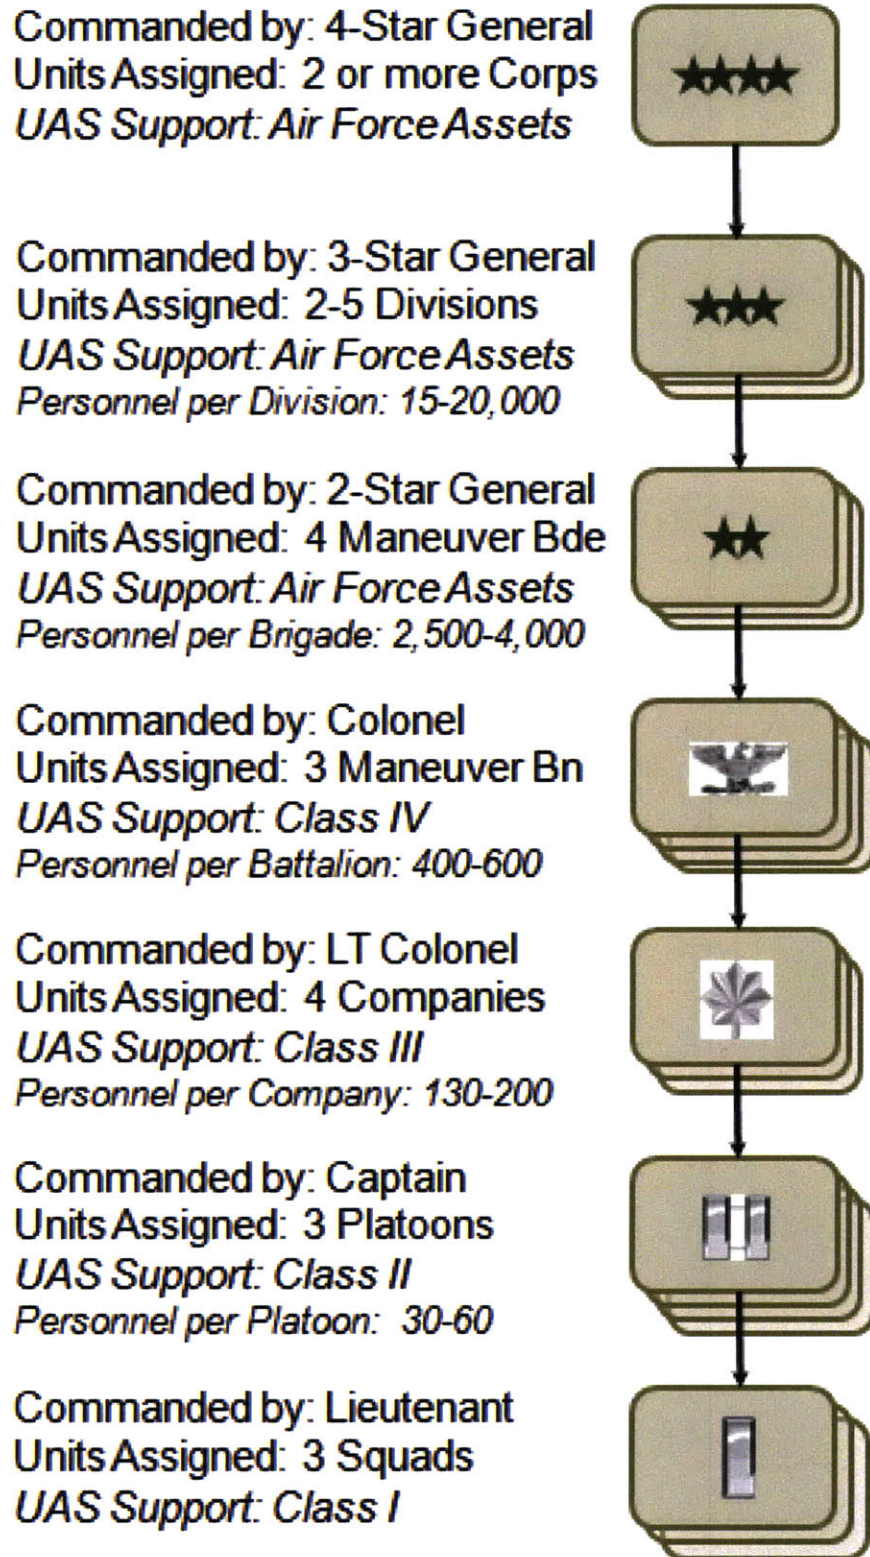 Commanded by: 4-Star General
Units Assigned: 2 or more Corps
UAS Support: Air Force Assets
Commanded by: 3-Star General
Units Assigned: 2-5 Divisions
UAS Support: Air Force Assets
Personnel per Division: 15-20,000
Commanded by: 2-Star General
Units Assigned: 4 Maneuver Bde
UAS Support: Air Force Assets
Personnel per Brigade: 2,500-4,000
Commanded by: Colonel
Units Assigned: 3 Maneuver Bn
UAS Support: Class IV
Personnel per Battalion: 400-600
Commanded by: LT Colonel
Units Assigned: 4 Companies
UAS Support: Class III
Personnel per Company: 130-200
Commanded by: Captain
Units Assigned: 3 Platoons
UAS Support: Class II
Personnel per Platoon: 30-60
Commanded by: Lieutenant
Units Assigned: 3 Squads
UAS Support: Class I